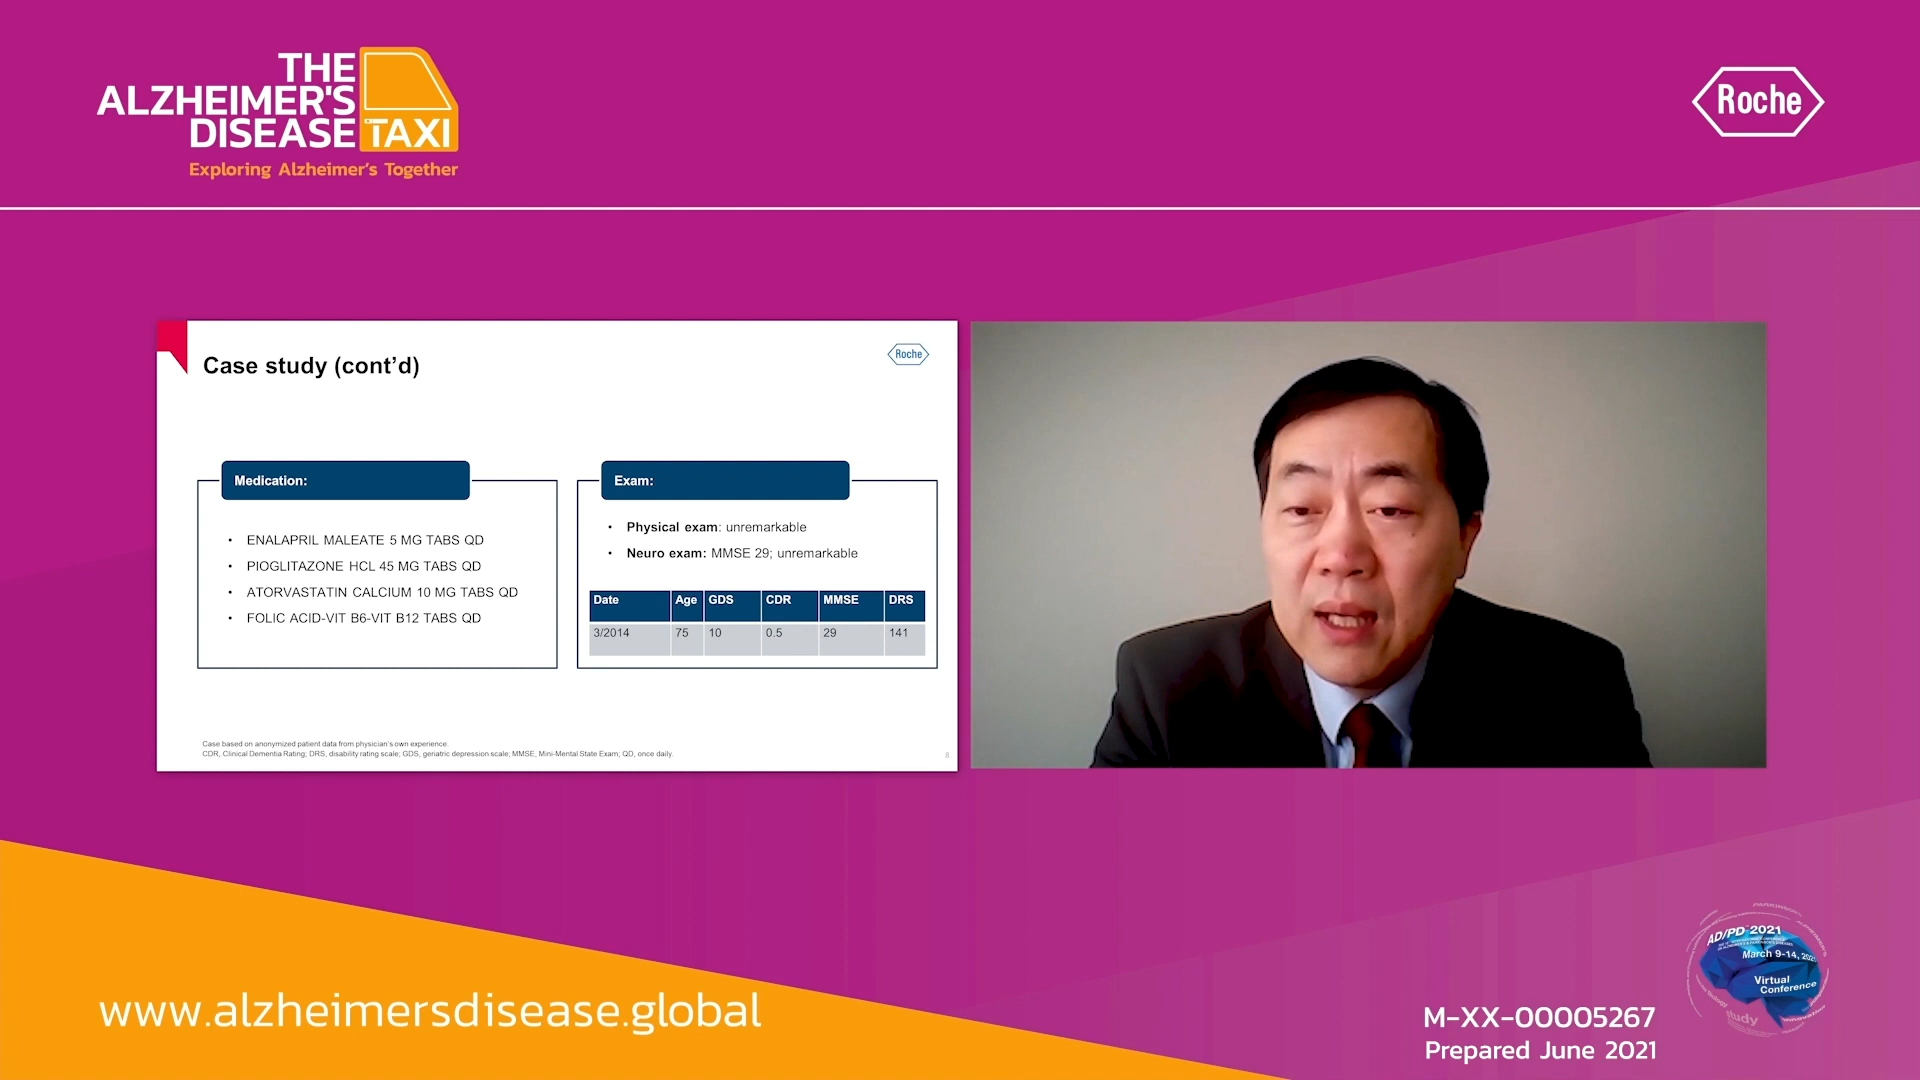 THE
ALZHEIMER'S
DISEASE TAXI
Exploring Alzheimer's Together
Roche
Case study (cont'd)
Roche
Medication:
• ENALAPRIL MALEATE 5 MG TABS QD
• PIOGLITAZONE HCL 45 MG TABS QD
• ATORVASTATIN CALCIUM 10 MG TABS QD
• FOLIC ACID-VIT B6-VIT B12 TABS QD
Exam:
• Physical exam: unremarkable
• Neuro exam: MMSE 29; unremarkable
Date Age GDS CDR MMSE DRS
3/2014 75 10 0.5 29 141
Case based on anonymized patient data from physician's own experience.
CDR, Clinical Dementia Rating; DRS, disability rating scale; GDS, geriatric depression scale; MMSE, Mini-Mental State Exam; QD, once daily.
8
www.alzheimersdisease.global
AD/PD 2021
March 9-14, 2021
Virtual
Conference
study
M-XX-00005267
Prepared June 2021